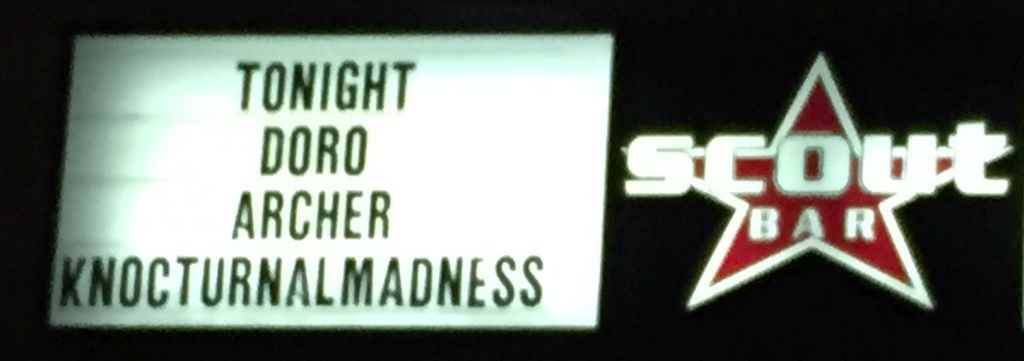 TONIGHT
DORO
ARCHER
KNOCTURNALMADNESS
scout
BAR